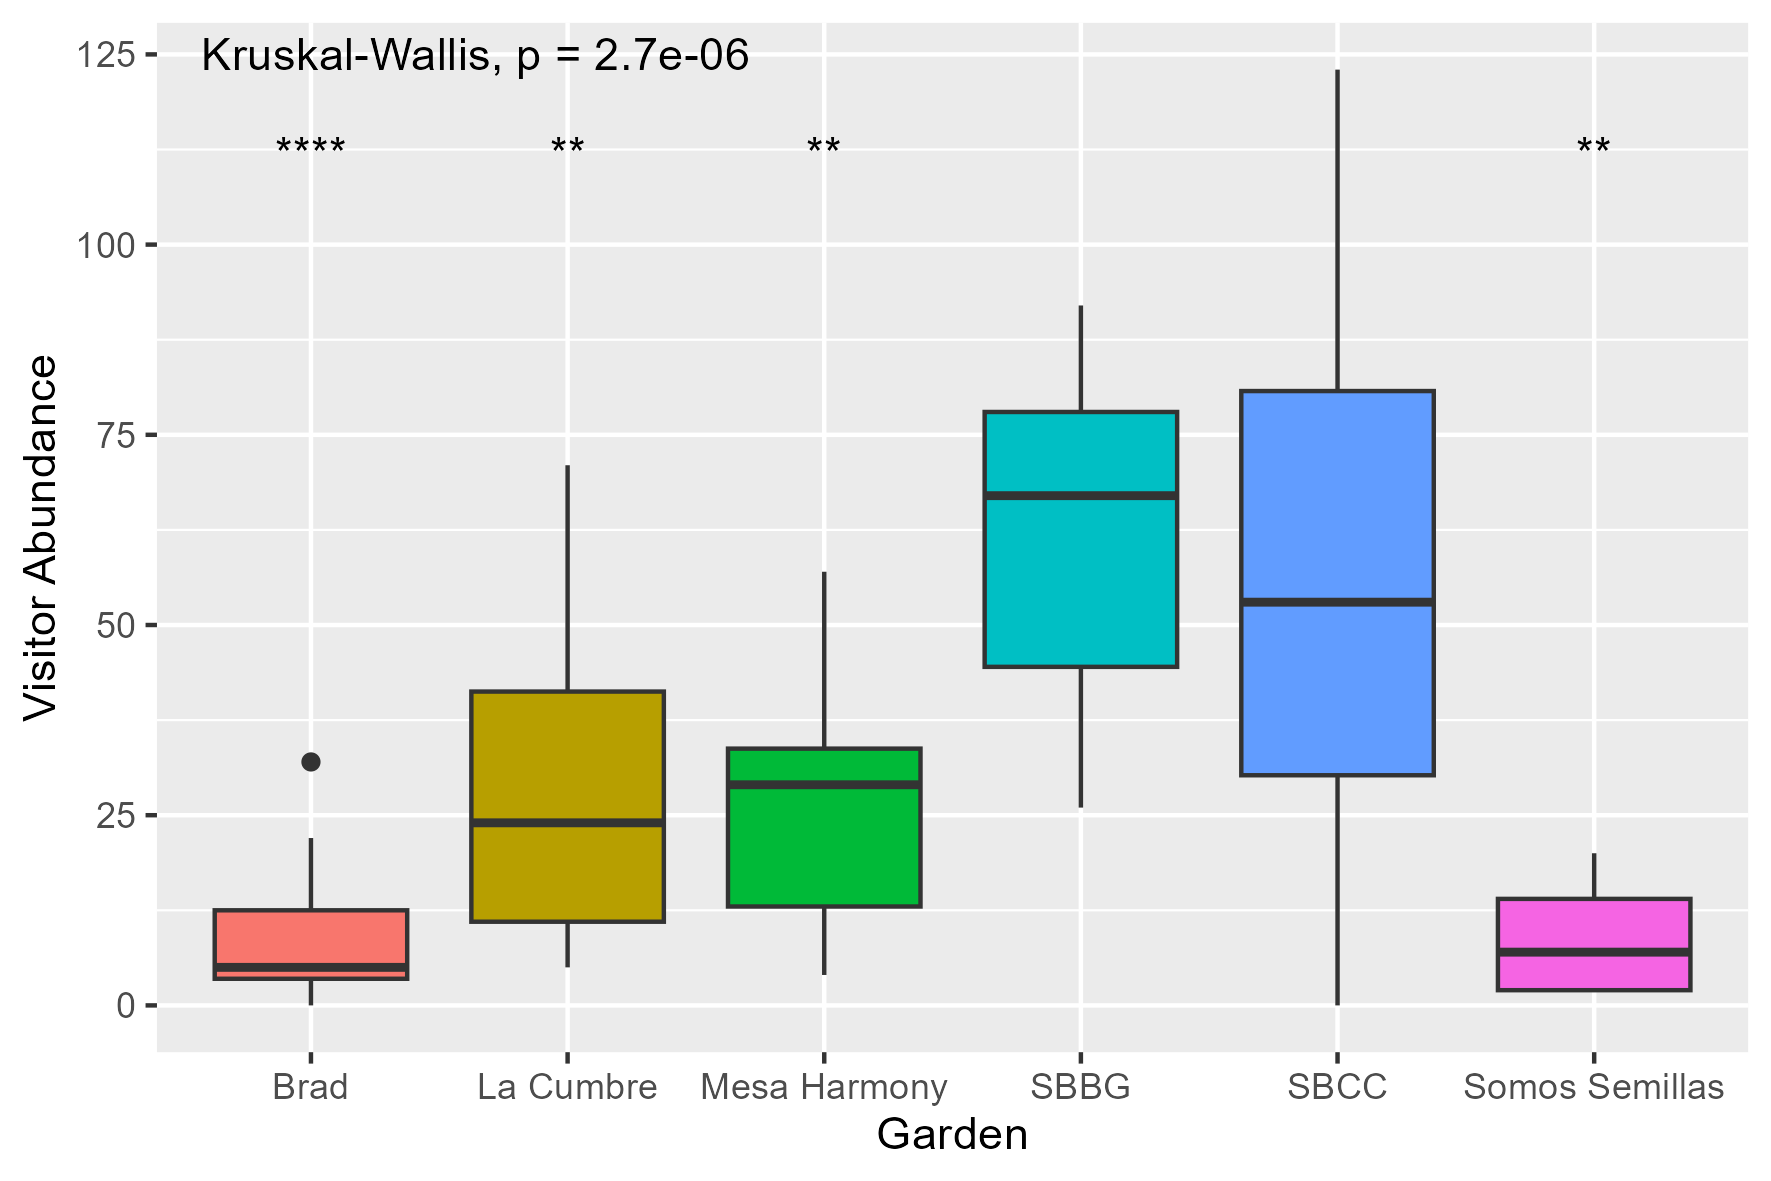 Kruskal-Wallis, p = 2.7e-06
**** ** ** **
125
100
75
50
25
0
Visitor Abundance
Brad La Cumbre Mesa Harmony SBBG SBCC Somos Semillas
Garden